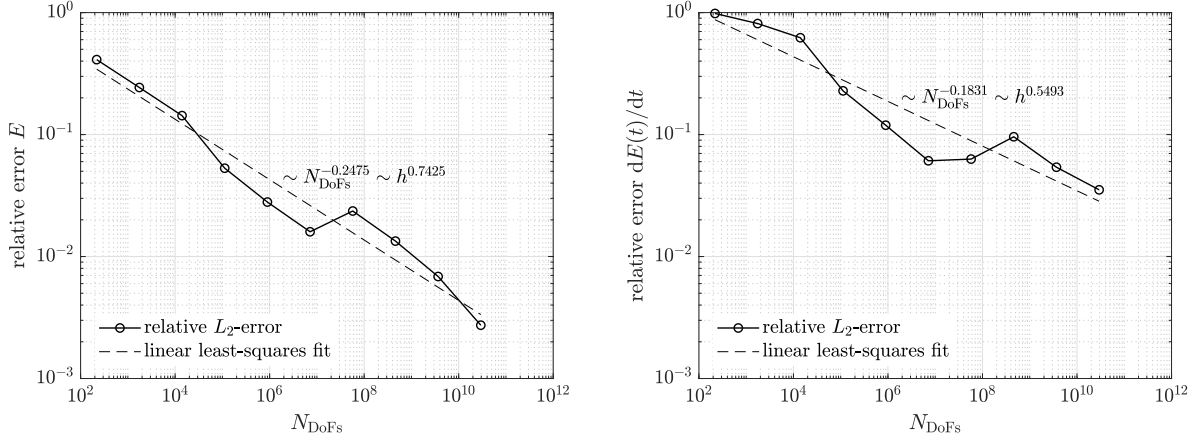 10^0
10^-1
10^-2
10^-3
relative error E
∼ N_DoFs^-0.2475 ∼ h^0.7425
relative L_2-error
linear least-squares fit
10^2 10^4 10^6 10^8 10^10 10^12
N_DoFs
10^0
10^-1
10^-2
10^-3
relative error dE(t)/dt
∼ N_DoFs^-0.1831 ∼ h^0.5493
relative L_2-error
linear least-squares fit
10^2 10^4 10^6 10^8 10^10 10^12
N_DoFs